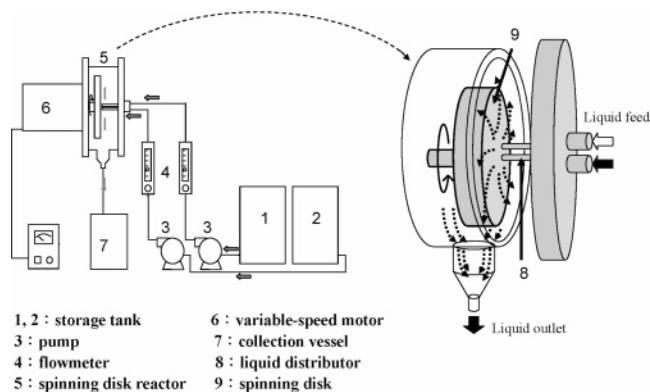 5
9
6
Liquid feed
4
3
3
1
2
7
8
Liquid outlet
1, 2：storage tank
3：pump
4：flowmeter
5：spinning disk reactor
6：variable-speed motor
7：collection vessel
8：liquid distributor
9：spinning disk